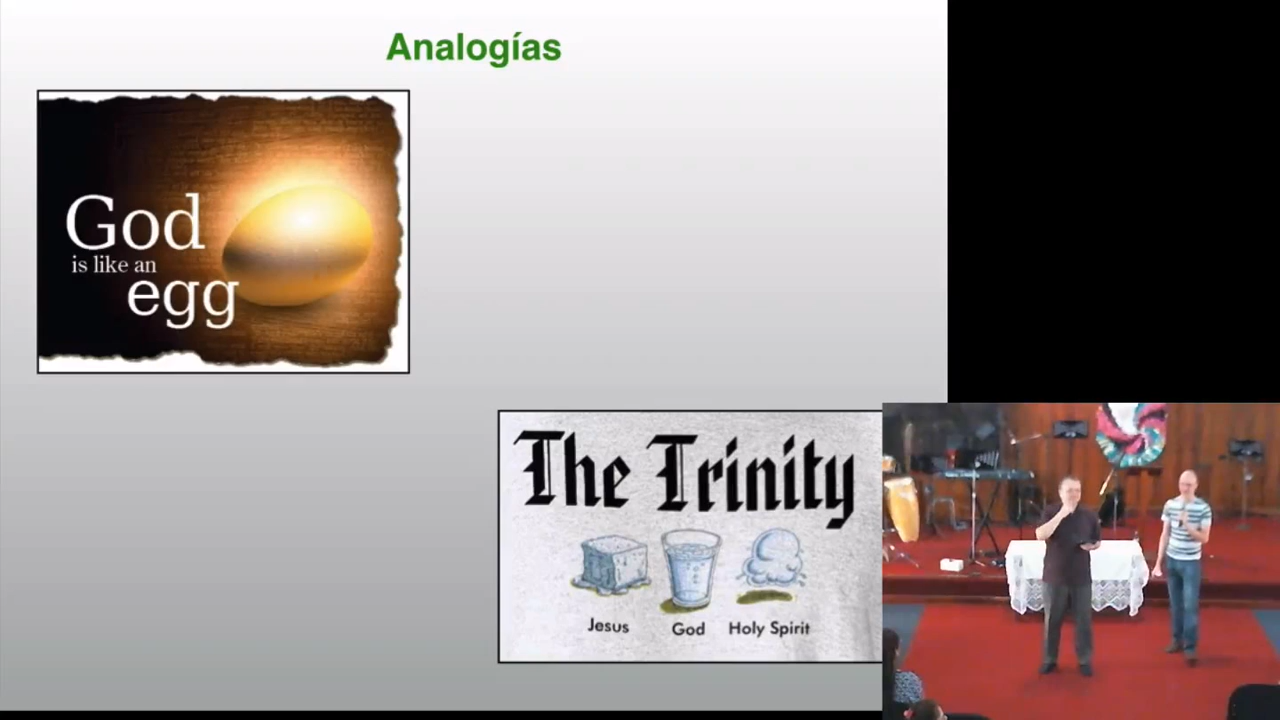 Analogías
God
is like an
egg
The Trinity
Jesus God Holy Spirit